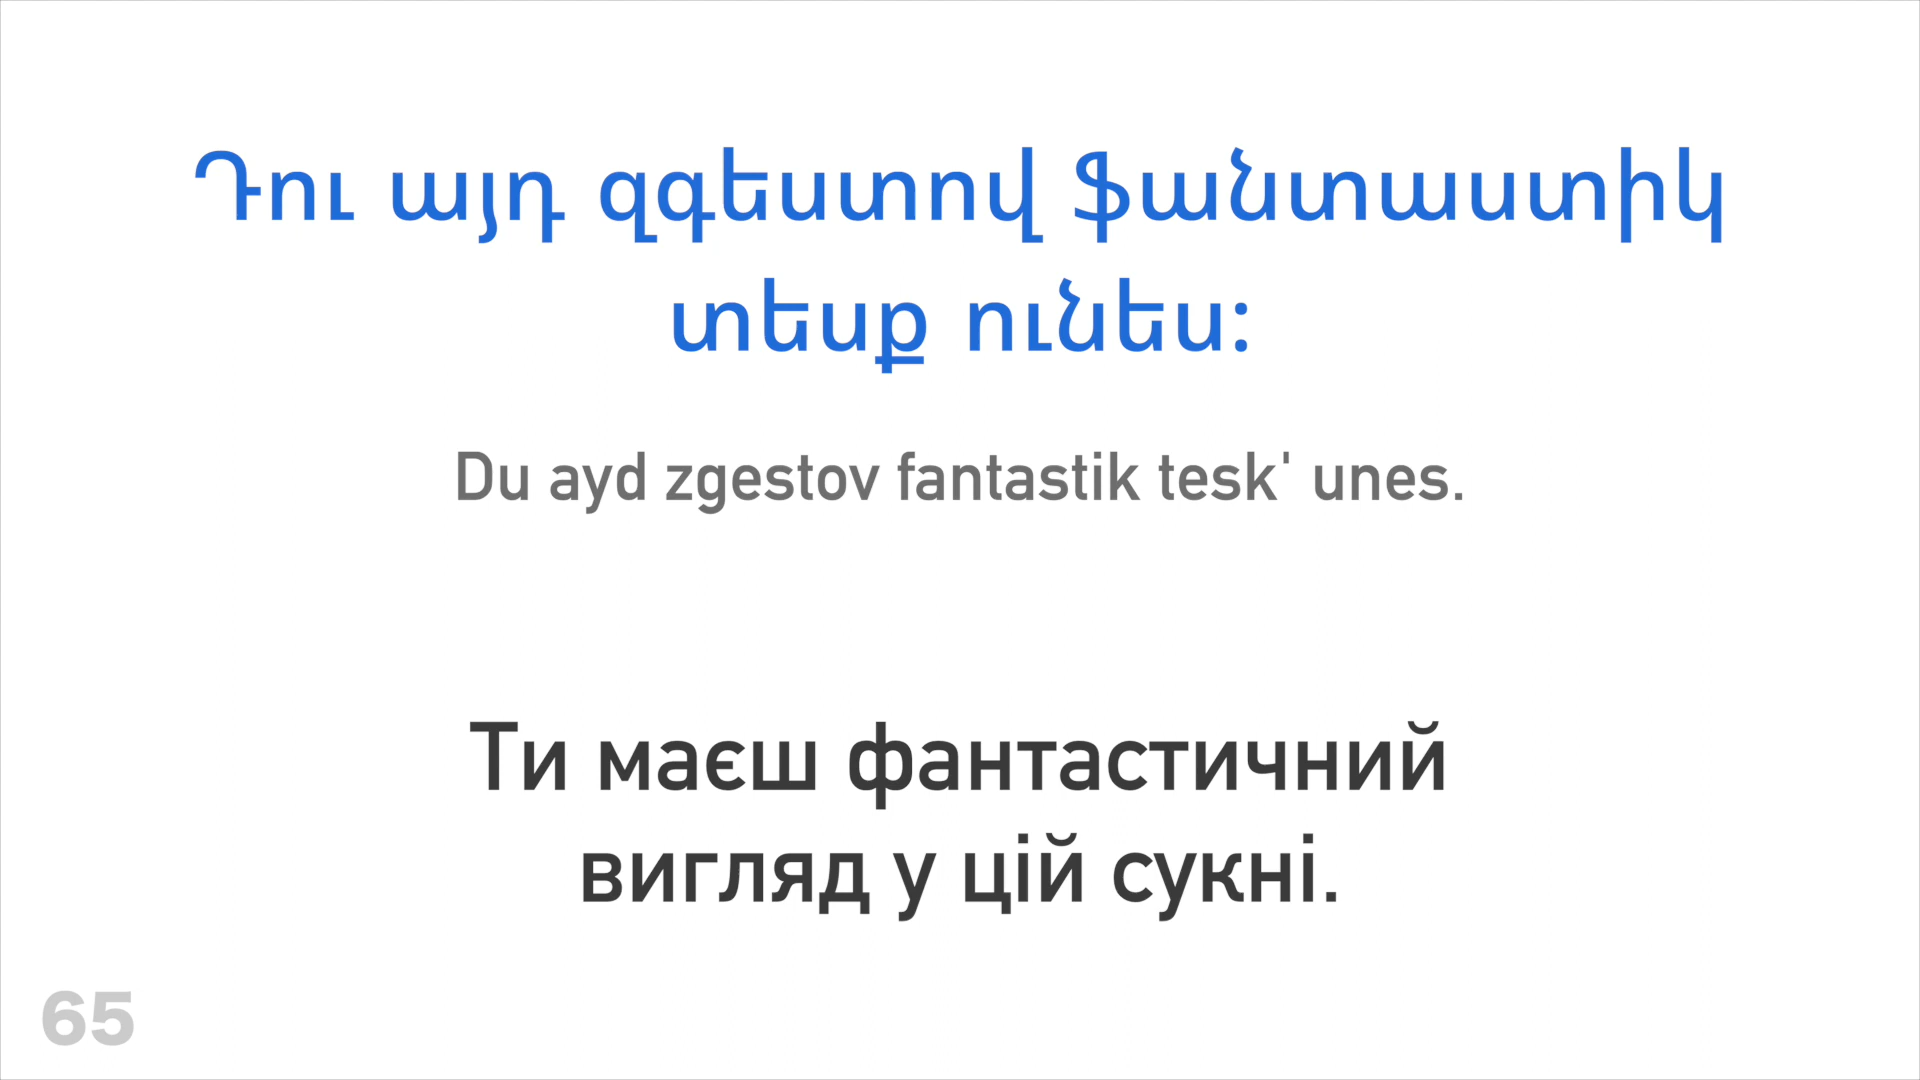 Դու այդ զգեստով ֆանտաստիկ
տեսք ունես:
Du ayd zgestov fantastik tesk' unes.
Ти маєш фантастичний
вигляд у цій сукні.
65